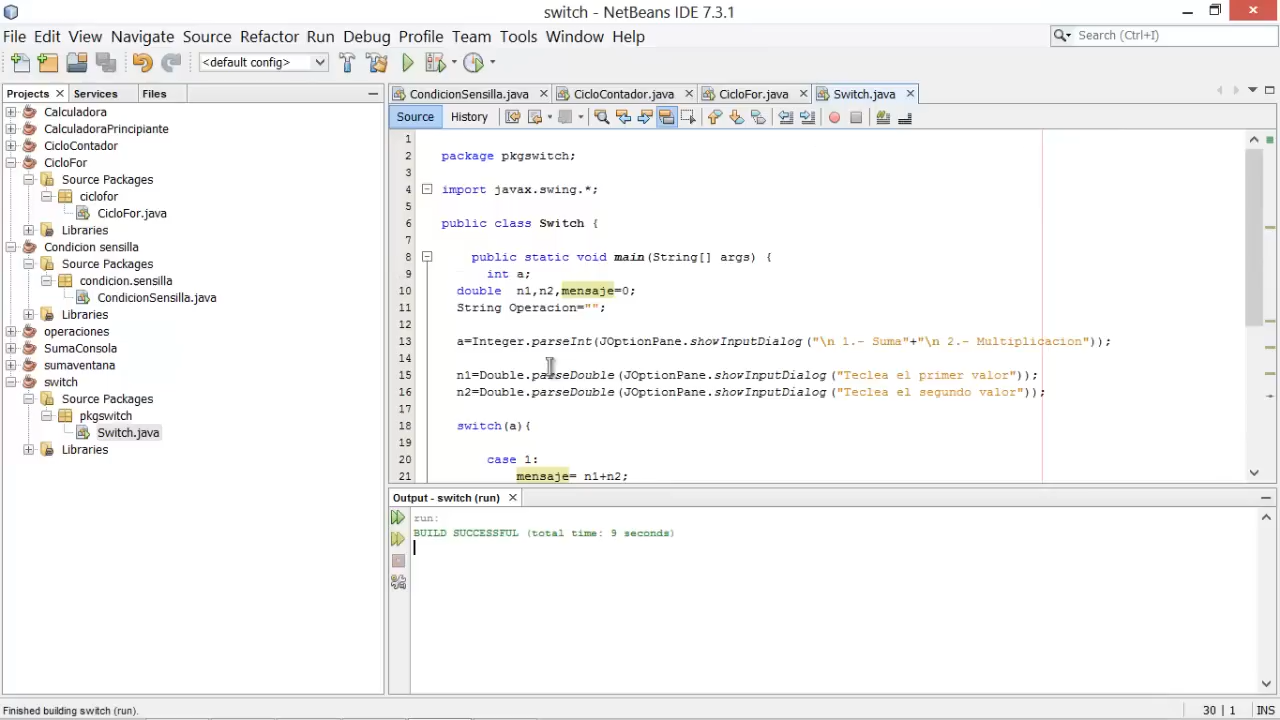 switch - NetBeans IDE 7.3.1
File Edit View Navigate Source Refactor Run Debug Profile Team Tools Window Help
Search (Ctrl+I)
<default config>
Projects Services Files
Calculadora
CalculadoraPrincipiante
CicloContador
CicloFor
Source Packages
ciclofor
CicloFor.java
Libraries
Condicion sensilla
Source Packages
condicion.sensilla
CondicionSensilla.java
Libraries
operaciones
SumaConsola
sumaventana
switch
Source Packages
pkgswitch
Switch.java
Libraries
CondicionSensilla.java CicloContador.java CicloFor.java Switch.java
Source History
1
2 package pkgswitch;
3
4 import javax.swing.*;
5
6 public class Switch {
7
8 public static void main(String[] args) {
9 int a;
10 double n1,n2,mensaje=0;
11 String Operacion="";
12
13 a=Integer.parseInt(JOptionPane.showInputDialog("\n 1.- Suma"+"\n 2.- Multiplicacion"));
14
15 n1=Double.parseDouble(JOptionPane.showInputDialog("Teclea el primer valor"));
16 n2=Double.parseDouble(JOptionPane.showInputDialog("Teclea el segundo valor"));
17
18 switch(a){
19
20 case 1:
21 mensaje= n1+n2;
Output - switch (run)
run:
BUILD SUCCESSFUL (total time: 9 seconds)
Finished building switch (run).
30 | 1 INS